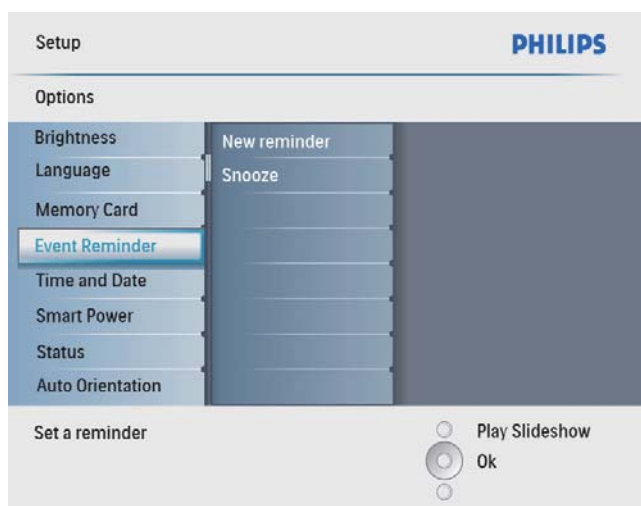 Setup
PHILIPS
Options
Brightness
Language
Memory Card
Event Reminder
Time and Date
Smart Power
Status
Auto Orientation
New reminder
Snooze
Set a reminder
Play Slideshow
Ok